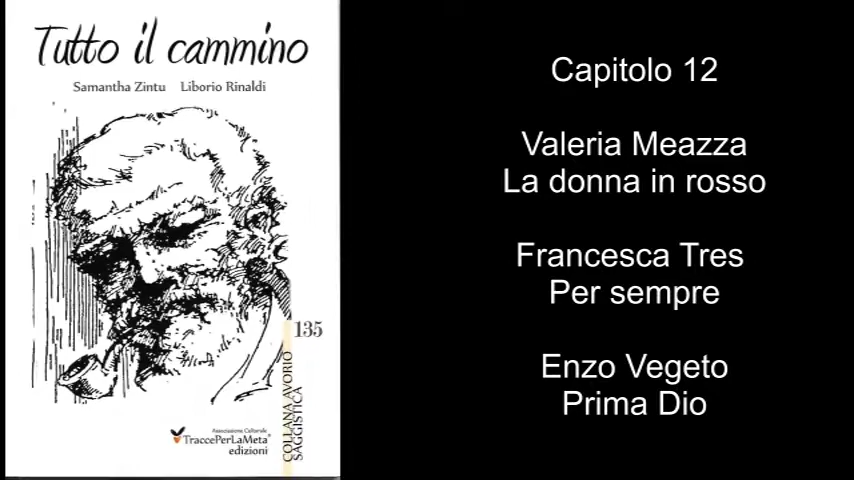 Tutto il cammino
Samantha Zintu Liborio Rinaldi
135
COLLANA AVORIO
SAGGISTICA
Associazione Culturale
TraccePerLaMeta®
edizioni
Capitolo 12
Valeria Meazza
La donna in rosso
Francesca Tres
Per sempre
Enzo Vegeto
Prima Dio